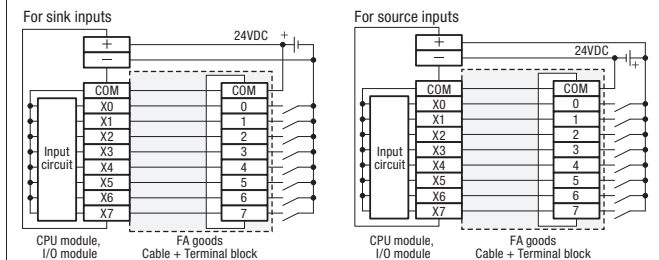 For sink inputs
24VDC
+
+
−
COM
X0
X1
X2
X3
X4
X5
X6
X7
Input
circuit
COM
0
1
2
3
4
5
6
7
CPU module,
I/O module
FA goods
Cable + Terminal block
For source inputs
24VDC
+
+
−
COM
X0
X1
X2
X3
X4
X5
X6
X7
Input
circuit
COM
0
1
2
3
4
5
6
7
CPU module,
I/O module
FA goods
Cable + Terminal block